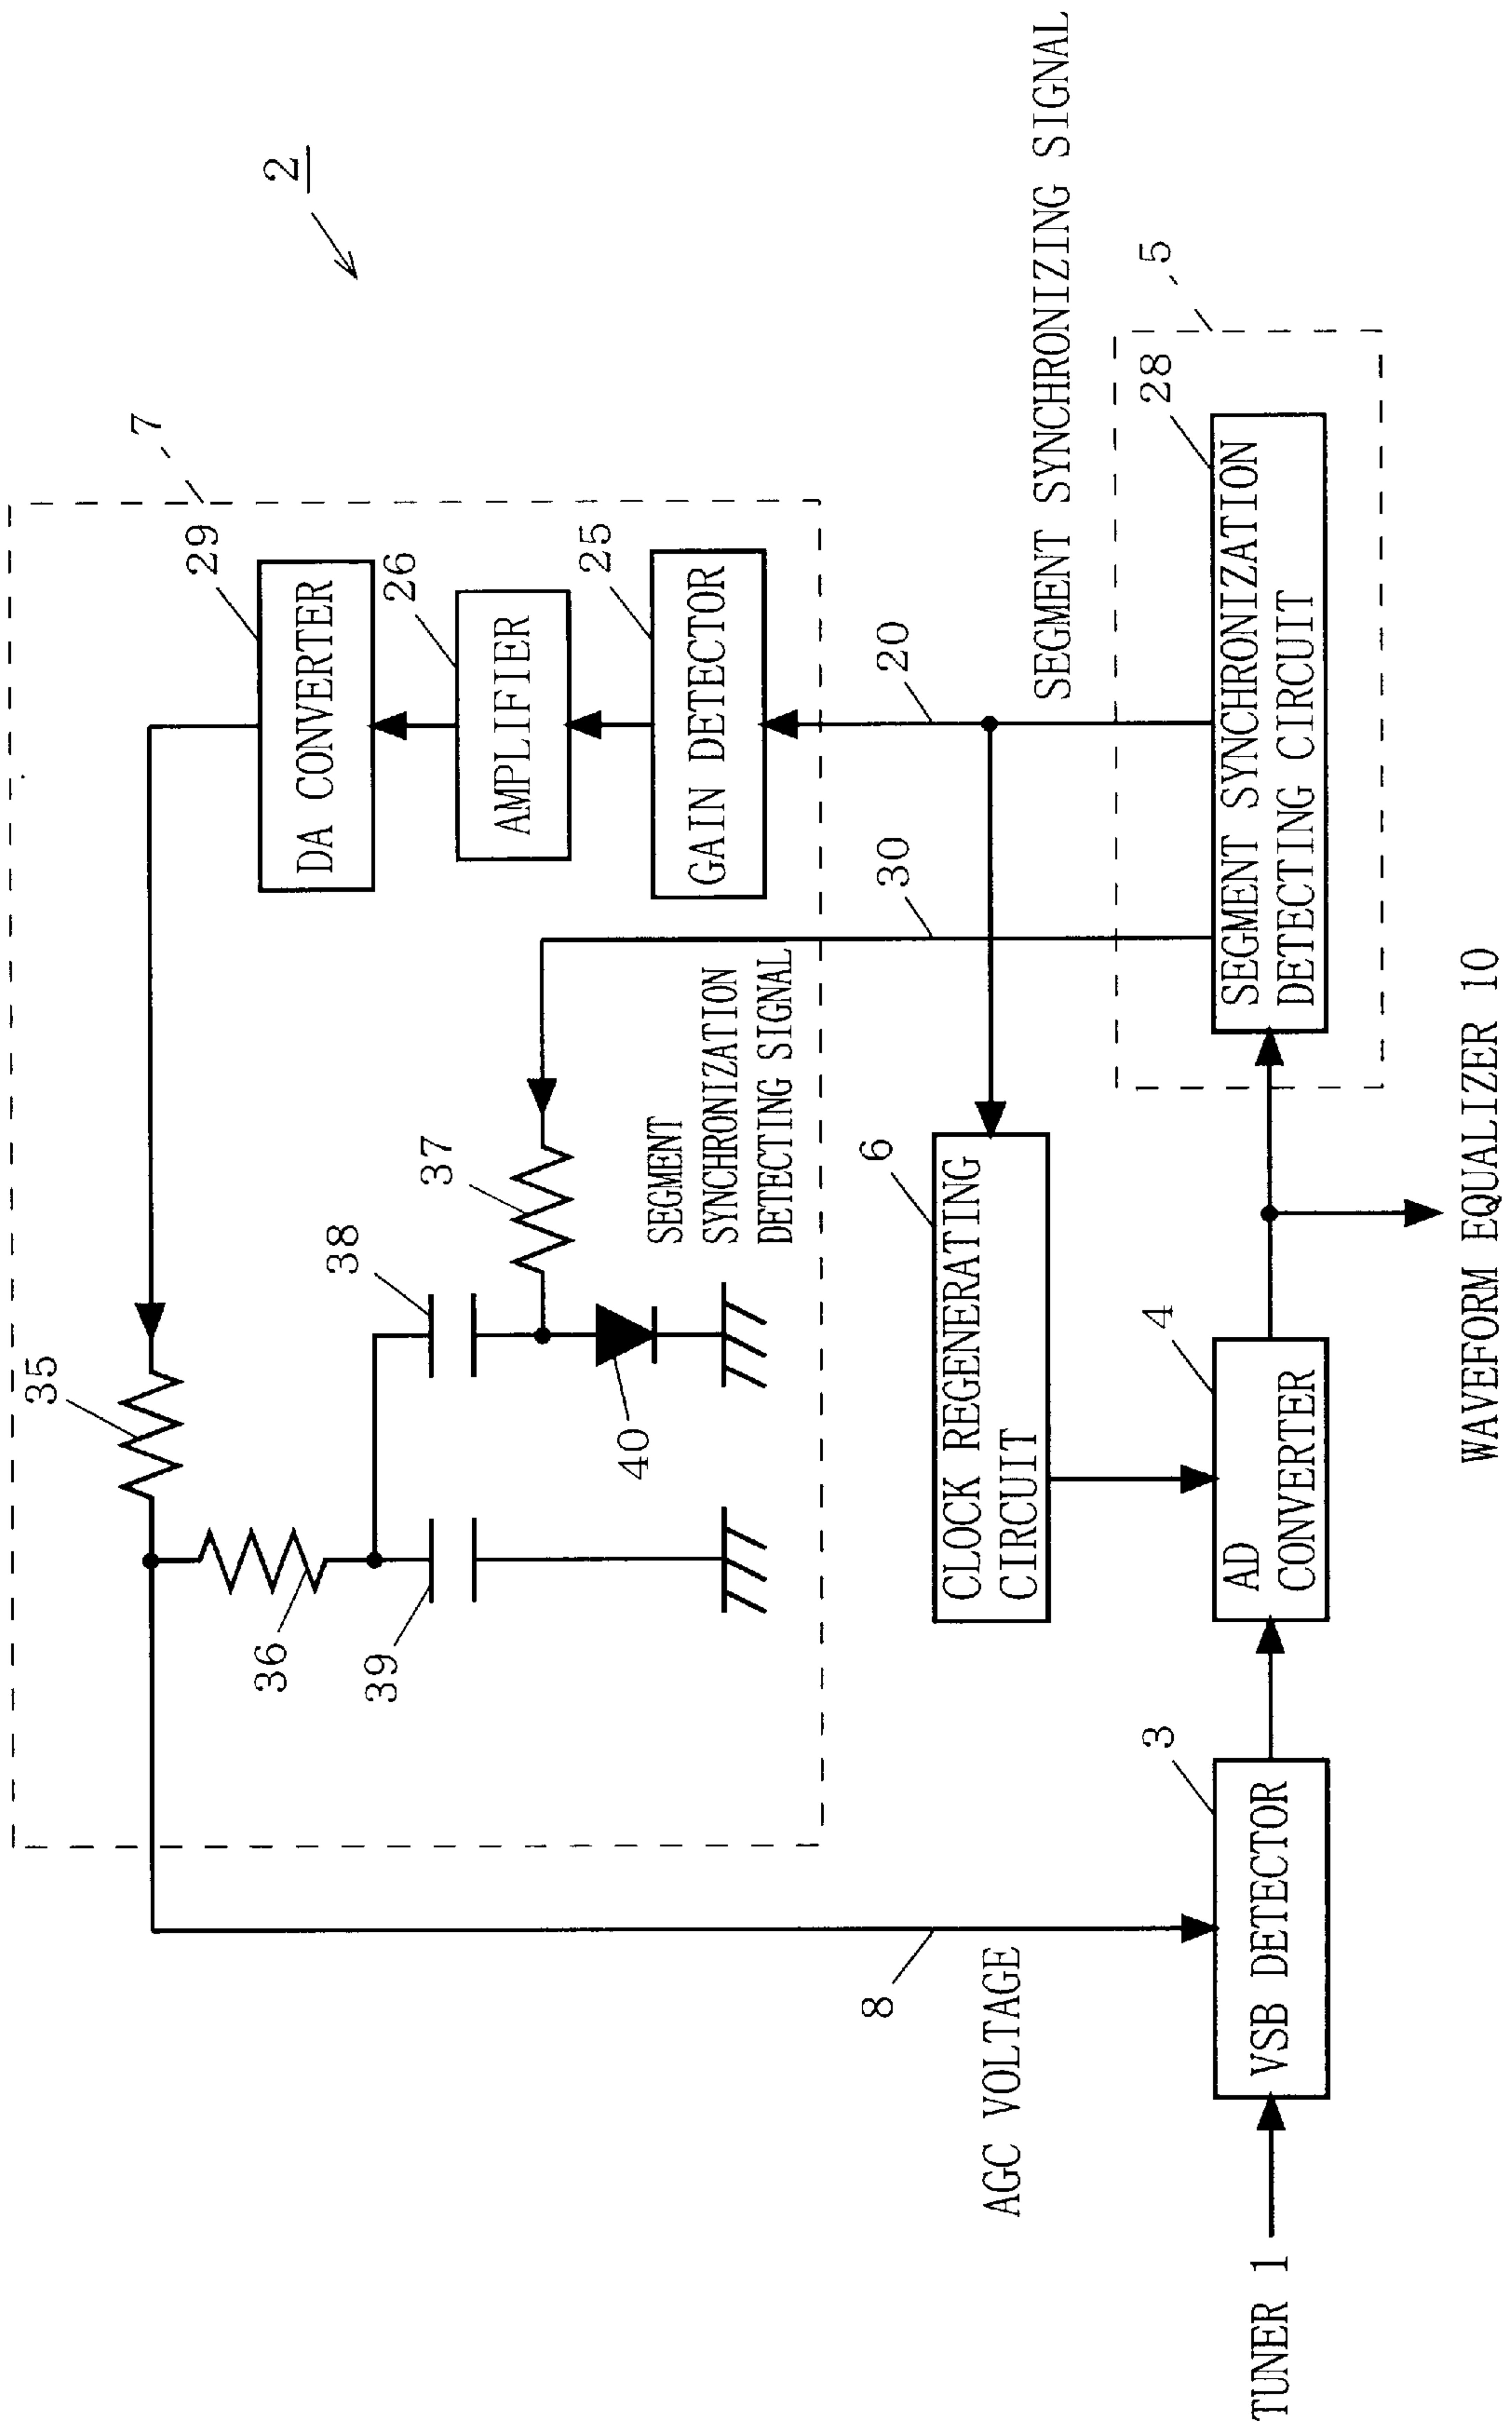 2
7
29
DA CONVERTER
26
AMPLIFIER
25
GAIN DETECTOR
35
36
37
38
39
40
SEGMENT
SYNCHRONIZATION
DETECTING SIGNAL
20
30
SEGMENT SYNCHRONIZING SIGNAL
8
AGC VOLTAGE
6
CLOCK REGENERATING
CIRCUIT
5
28
SEGMENT SYNCHRONIZATION
DETECTING CIRCUIT
4
AD
CONVERTER
3
VSB DETECTOR
TUNER 1
WAVEFORM EQUALIZER 10